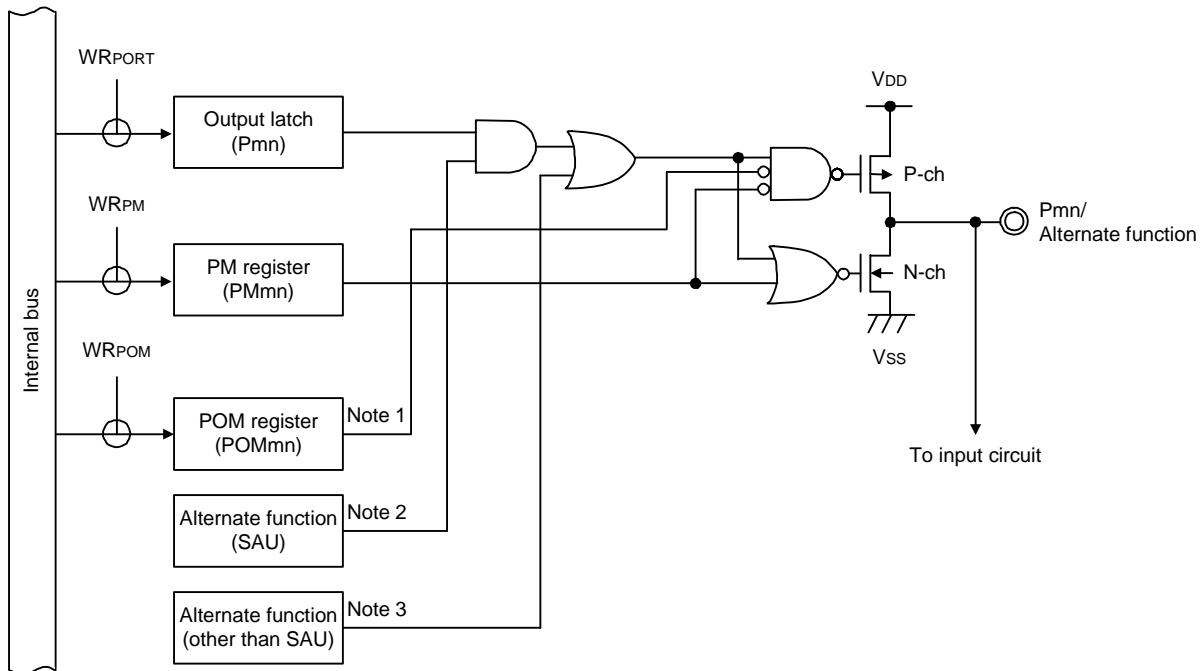 Internal bus
WRPORT
Output latch
(Pmn)
WRPM
PM register
(PMmn)
WRPOM
POM register
(POMmn)
Note 1
Alternate function
(SAU)
Note 2
Alternate function
(other than SAU)
Note 3
VDD
P-ch
Pmn/
Alternate function
N-ch
VSS
To input circuit